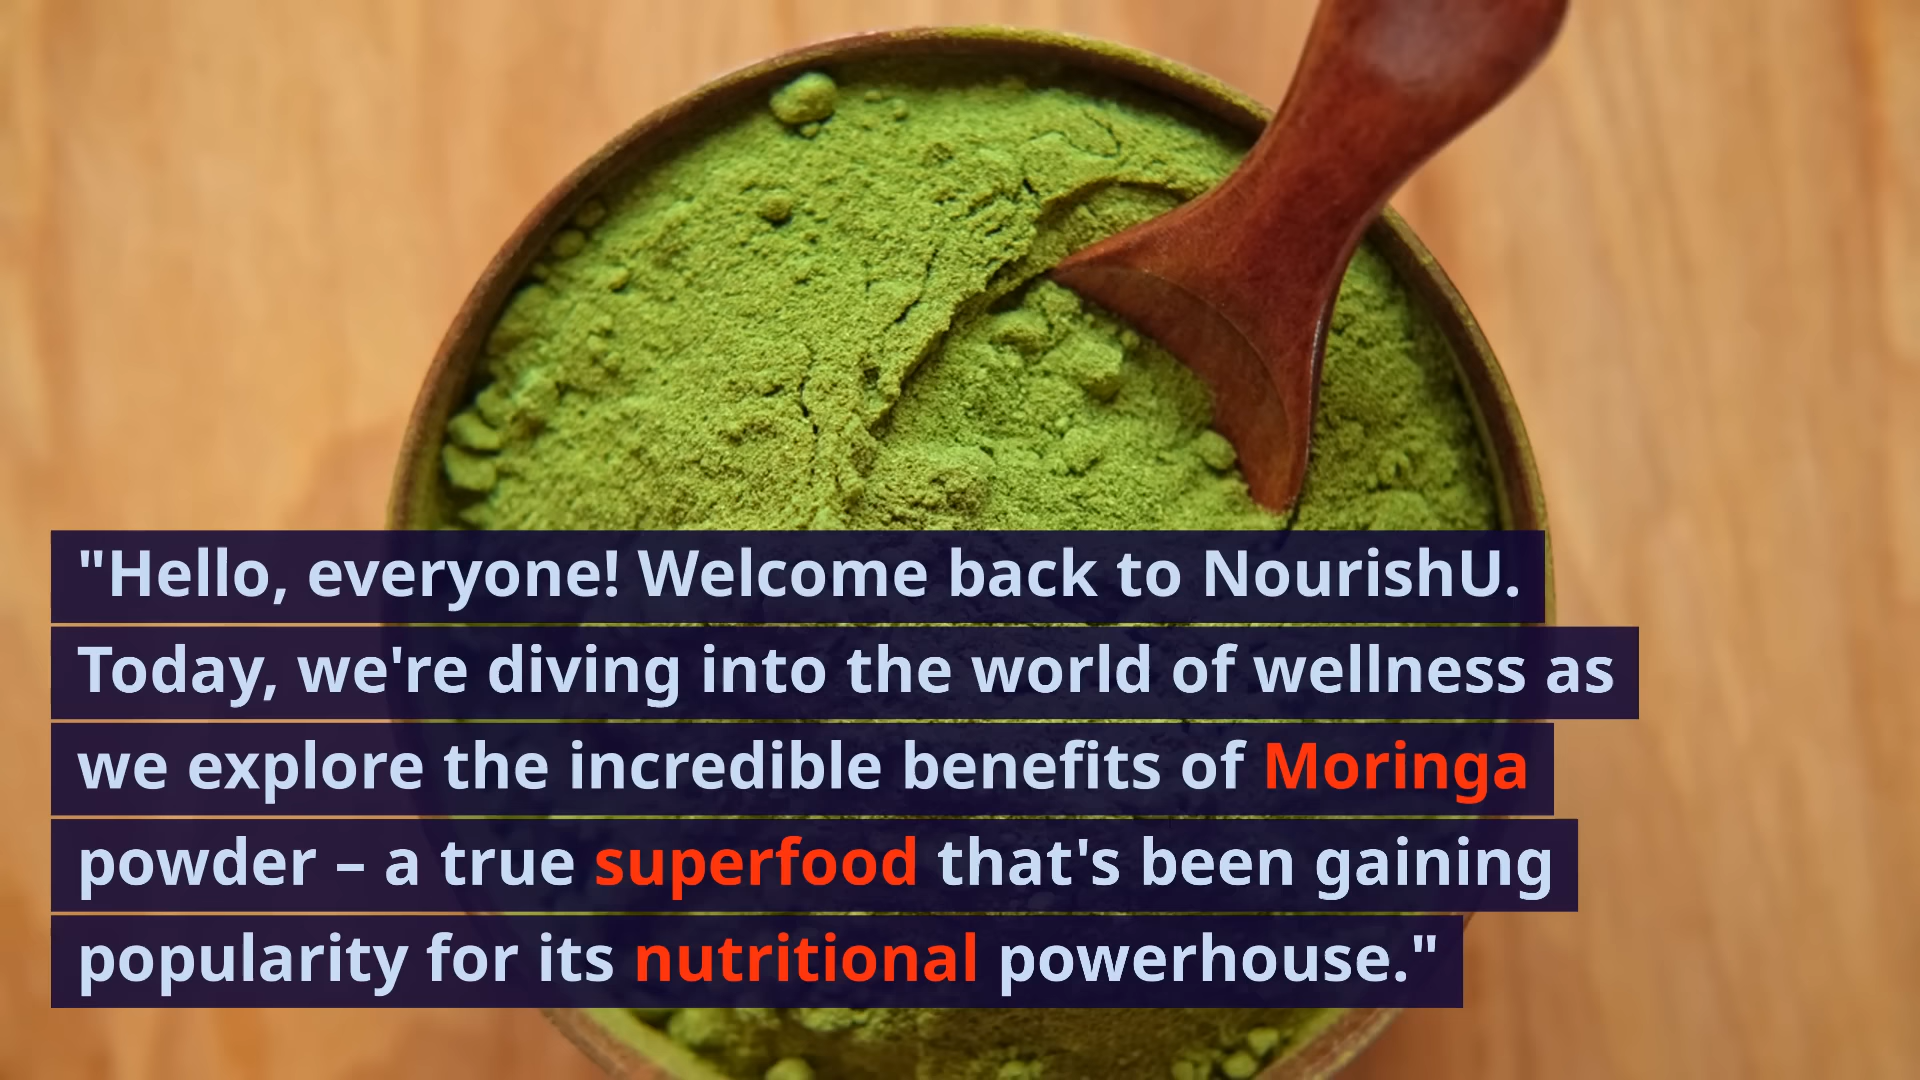 "Hello, everyone! Welcome back to NourishU.
Today, we're diving into the world of wellness as
we explore the incredible benefits of Moringa
powder – a true superfood that's been gaining
popularity for its nutritional powerhouse."